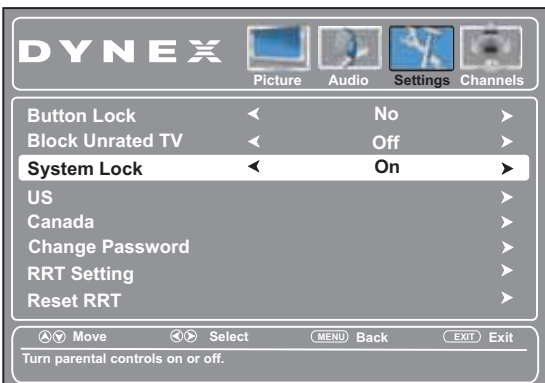 DYNEX
Picture Audio Settings Channels
Button Lock No
Block Unrated TV Off
System Lock On
US
Canada
Change Password
RRT Setting
Reset RRT
Move Select MENU Back EXIT Exit
Turn parental controls on or off.